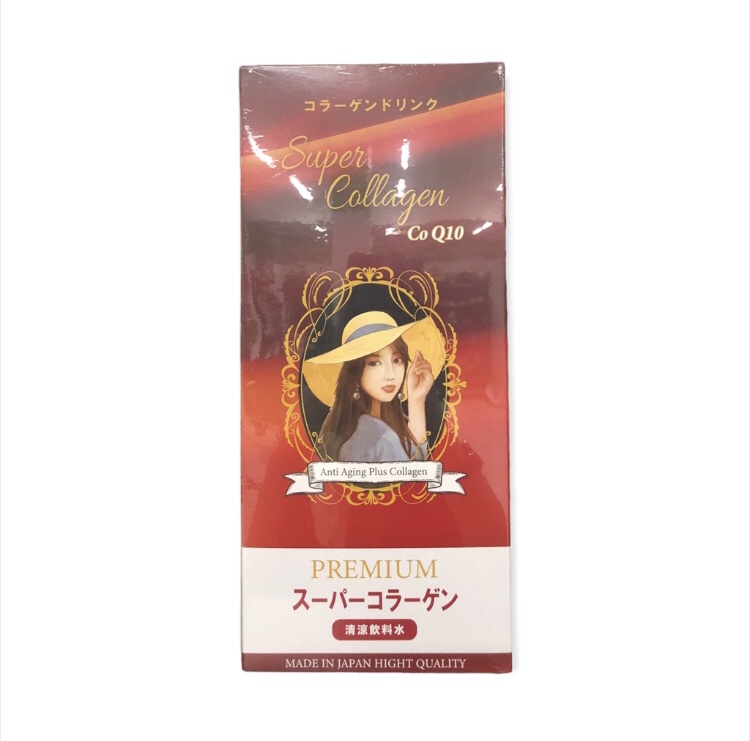 コラーゲンドリンク
Super
Collagen
Co Q10
Anti Aging Plus Collagen
PREMIUM
スーパーコラーゲン
清涼飲料水
MADE IN JAPAN HIGHT QUALITY